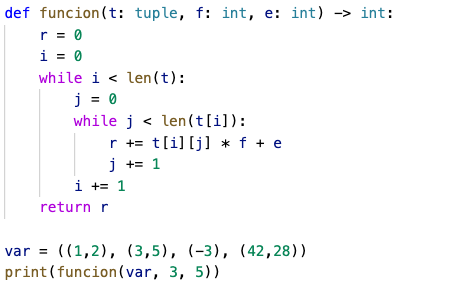 def funcion(t: tuple, f: int, e: int) -> int:
    r = 0
    i = 0
    while i < len(t):
        j = 0
        while j < len(t[i]):
            r += t[i][j] * f + e
            j += 1
        i += 1
    return r

var = ((1,2), (3,5), (-3), (42,28))
print(funcion(var, 3, 5))